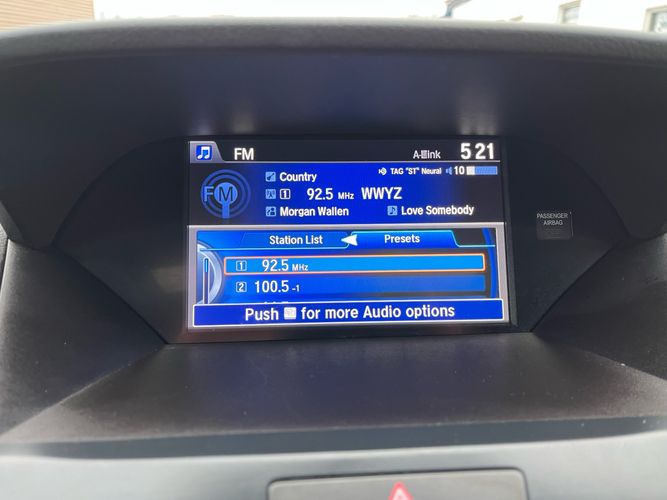 FM A-link 5 21
Country TAG "ST" Neural 10
FM 1 92.5 MHz WWYZ
Morgan Wallen Love Somebody
Station List Presets
1 92.5 MHz
2 100.5 -1
Push for more Audio options
PASSENGER
AIRBAG